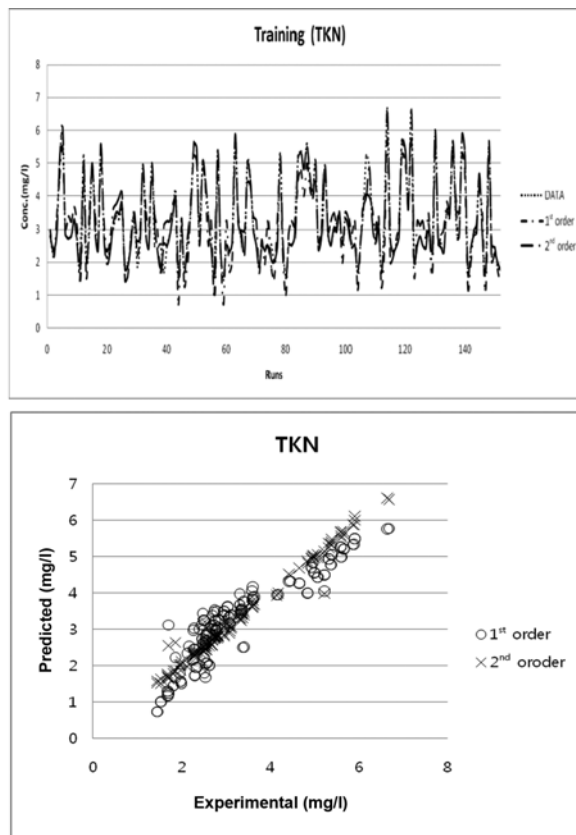 Training (TKN)
8
7
6
5
4
3
2
1
0
Conc.(mg/l)
0 20 40 60 80 100 120 140
Runs
DATA
1st order
2nd order
TKN
7
6
5
4
3
2
1
0
Predicted (mg/l)
0 2 4 6 8
Experimental (mg/l)
1st order
2nd oroder